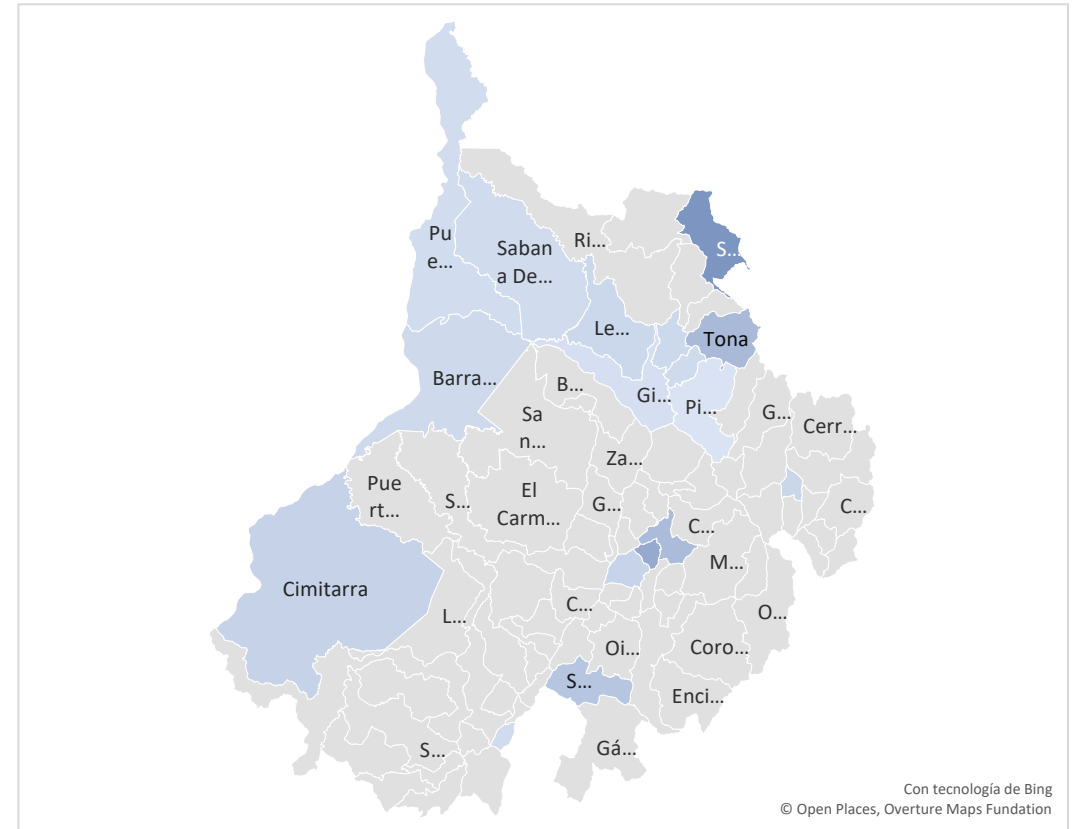 Pu
e...
Saban
a De...
Ri...
S...
Le...
Tona
Barra...
B...
Gi...
Pi...
Sa
n...
G...
Cerr...
Za...
Pue
rt...
S...
El
Carm...
G...
C...
C...
M...
Cimitarra
L...
C...
O...
Oi...
Coro...
S...
Enci...
S...
Gá...
Con tecnología de Bing
© Open Places, Overture Maps Foundation